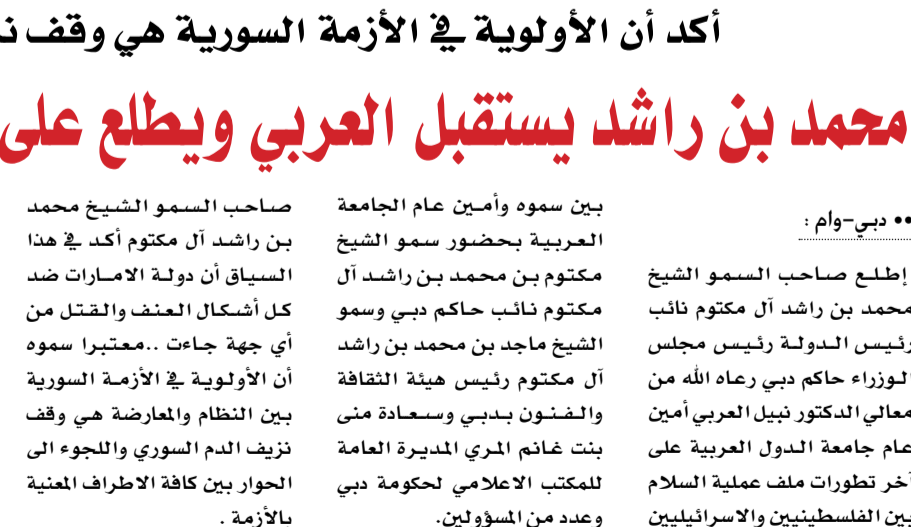 أكد أن الأولوية في الأزمة السورية هي وقف
محمد بن راشد يستقبل العربي ويطلع على
•• دبي-وام :
إطلع صاحب السمو الشيخ
محمد بن راشد آل مكتوم نائب
رئيس الدولة رئيس مجلس
الوزراء حاكم دبي رعاه الله من
معالي الدكتور نبيل العربي أمين
عام جامعة الدول العربية على
آخر تطورات ملف عملية السلام
بين الفلسطينيين والاسرائيليين
بين سموه وأمين عام الجامعة
العربية بحضور سمو الشيخ
مكتوم بن محمد بن راشد آل
مكتوم نائب حاكم دبي وسمو
الشيخ ماجد بن محمد بن راشد
آل مكتوم رئيس هيئة الثقافة
والفنون بدبي وسعادة منى
بنت غانم المري المديرة العامة
للمكتب الاعلامي لحكومة دبي
وعدد من المسؤولين.
صاحب السمو الشيخ محمد
بن راشد آل مكتوم أكد في هذا
السياق أن دولة الامارات ضد
كل أشكال العنف والقتل من
أي جهة جاءت ..معتبرا سموه
أن الأولوية في الأزمة السورية
بين النظام والمعارضة هي وقف
نزيف الدم السوري واللجوء الى
الحوار بين كافة الاطراف المعنية
بالأزمة .